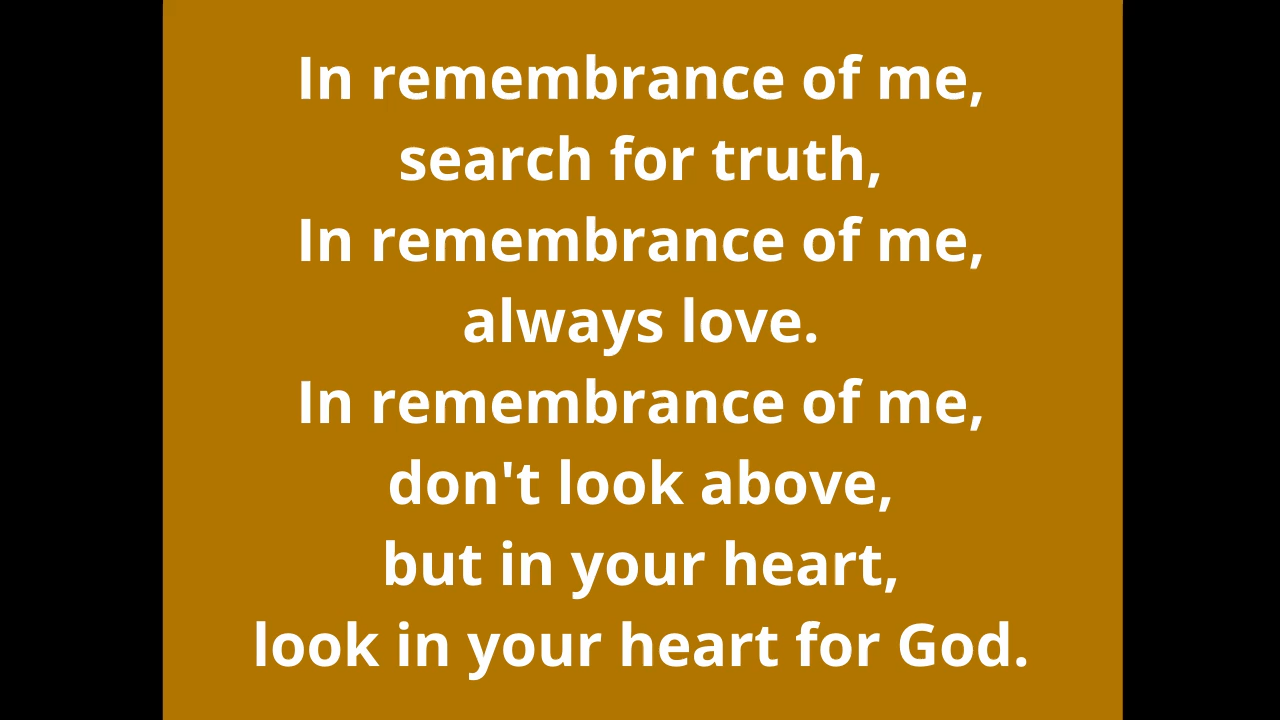 In remembrance of me,
search for truth,
In remembrance of me,
always love.
In remembrance of me,
don't look above,
but in your heart,
look in your heart for God.